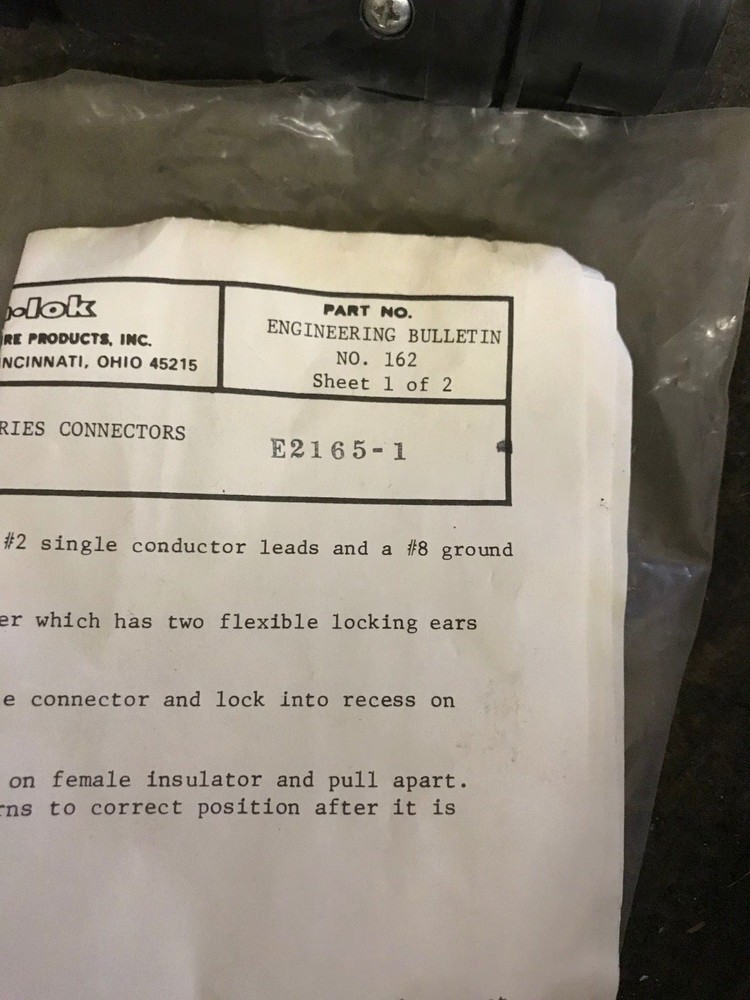 o-lok
RE PRODUCTS, INC.
NCINNATI, OHIO 45215
PART NO.
ENGINEERING BULLETIN
NO. 162
Sheet 1 of 2
RIES CONNECTORS
E2165-1
#2 single conductor leads and a #8 ground
er which has two flexible locking ears
e connector and lock into recess on
on female insulator and pull apart.
rns to correct position after it is